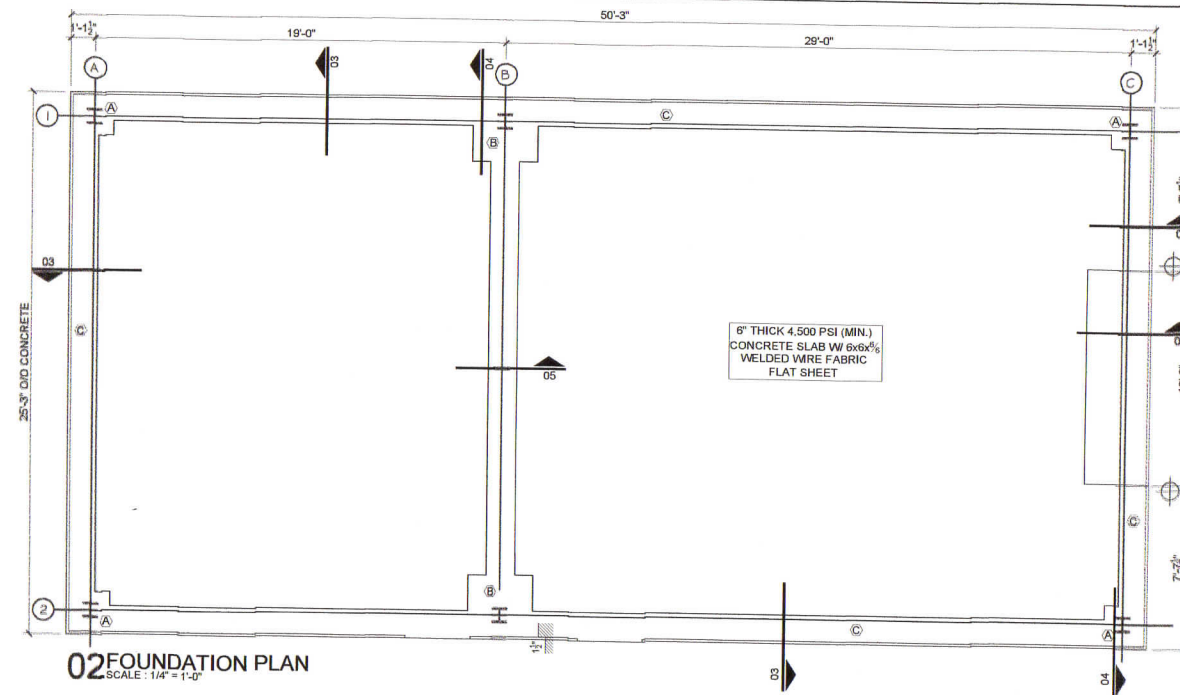 50'-3"
1'-1½"
19'-0"
29'-0"
1'-1½"
A
03
04
B
C
1
A
C
A
B
03
25'-3" O/D CONCRETE
C
6" THICK 4,500 PSI (MIN.)
CONCRETE SLAB W/ 6x6x6/6
WELDED WIRE FABRIC
FLAT SHEET
05
C
7'-7½"
B
2
A
C
A
1½"
03
04
02 FOUNDATION PLAN
SCALE : 1/4" = 1'-0"